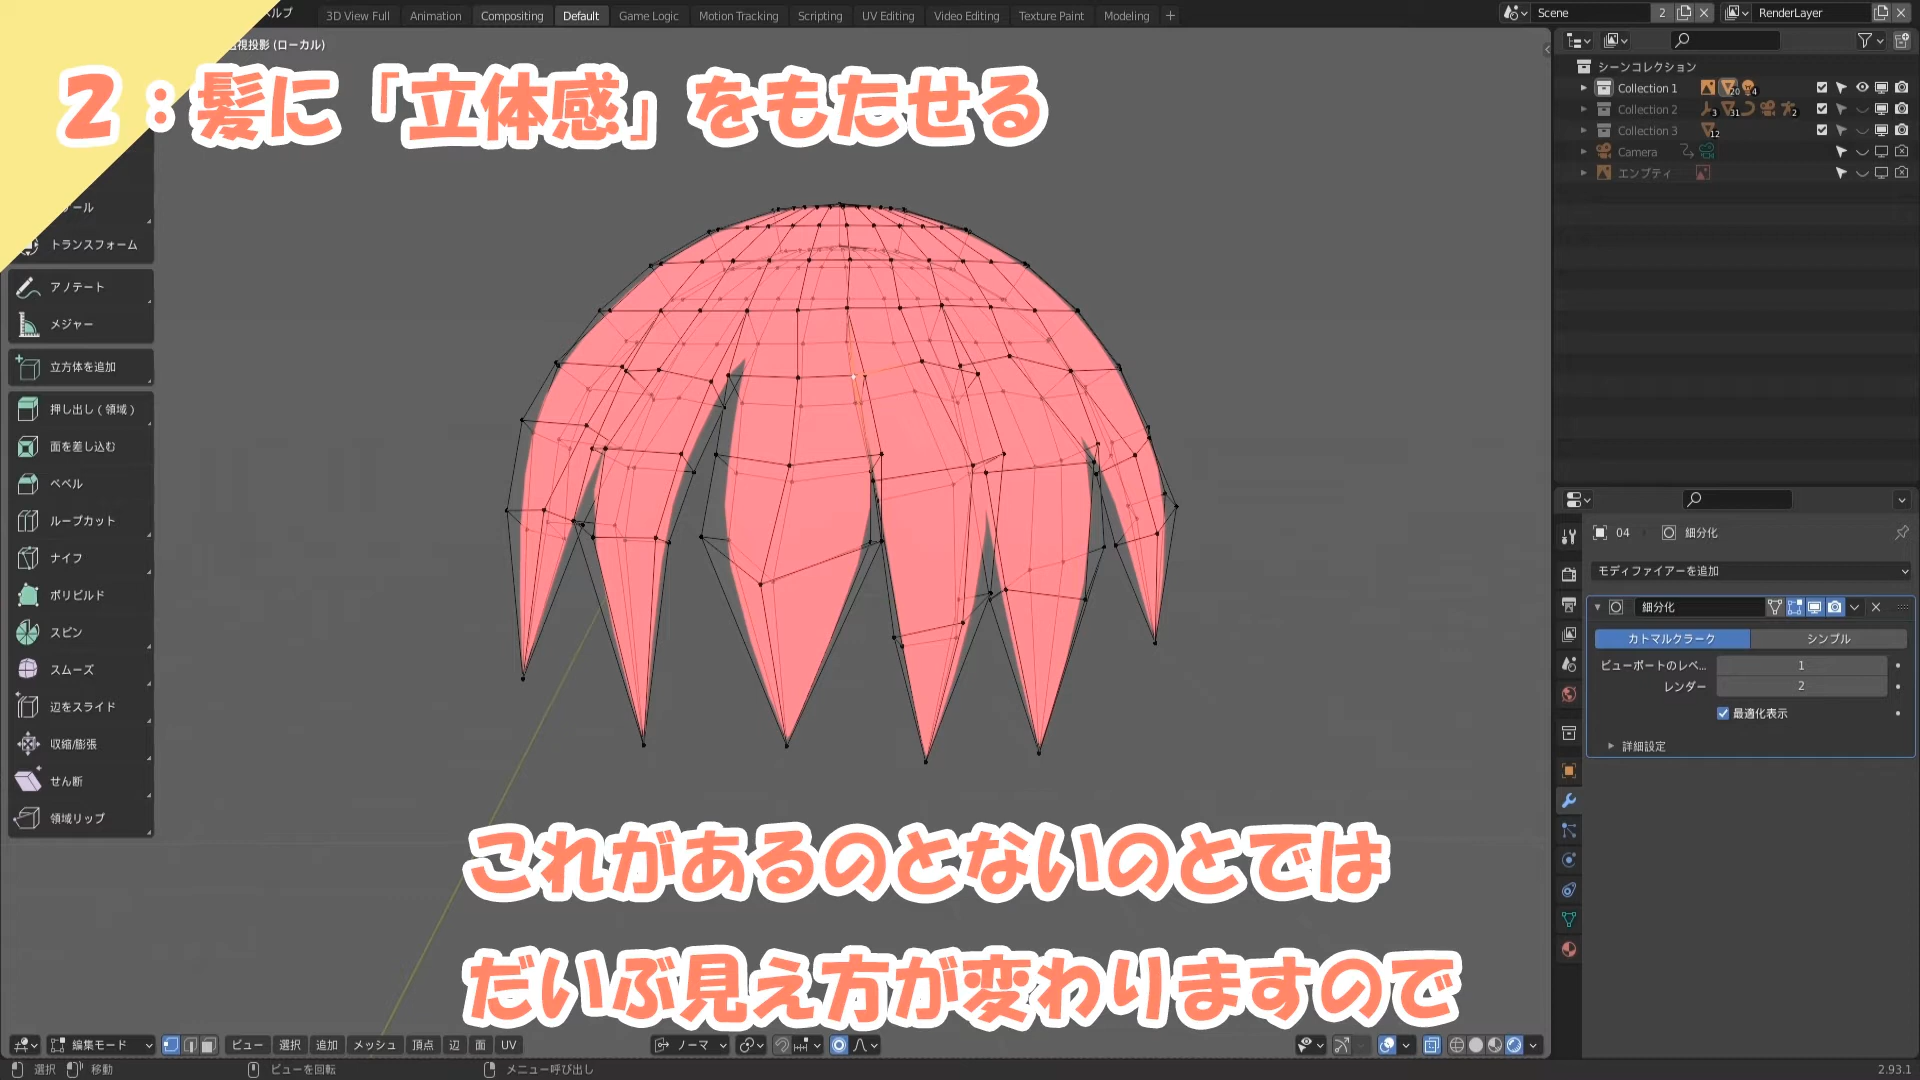 ルプ
3D View Full
Animation
Compositing
Default
Game Logic
Motion Tracking
Scripting
UV Editing
Video Editing
Texture Paint
Modeling
+
Scene
2
RenderLayer
視投影 (ローカル)
2：髪に「立体感」をもたせる
シーンコレクション
Collection 1
20
4
Collection 2
3
31
2
Collection 3
12
Camera
エンプティ
ール
トランスフォーム
アノテート
メジャー
立方体を追加
押し出し ( 領域 )
面を差し込む
ベベル
ループカット
ナイフ
ポリビルド
スピン
スムーズ
辺をスライド
収縮/膨張
せん断
領域リップ
04
細分化
モディファイアーを追加
細分化
カトマルクラーク
シンプル
ビューポートのレベ...
1
レンダー
2
最適化表示
詳細設定
これがあるのとないのとでは
だいぶ見え方が変わりますので
編集モード
ビュー
選択
追加
メッシュ
頂点
辺
面
UV
ノーマ
選択
移動
ビューを回転
メニュー呼び出し
2.93.1